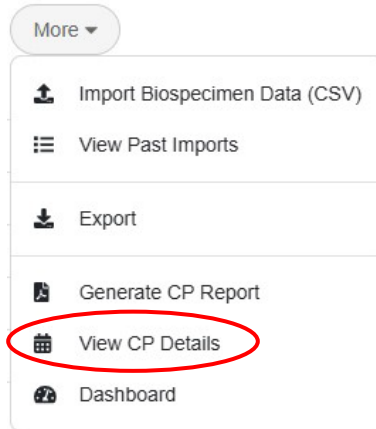 More
Import Biospecimen Data (CSV)
View Past Imports
Export
Generate CP Report
View CP Details
Dashboard